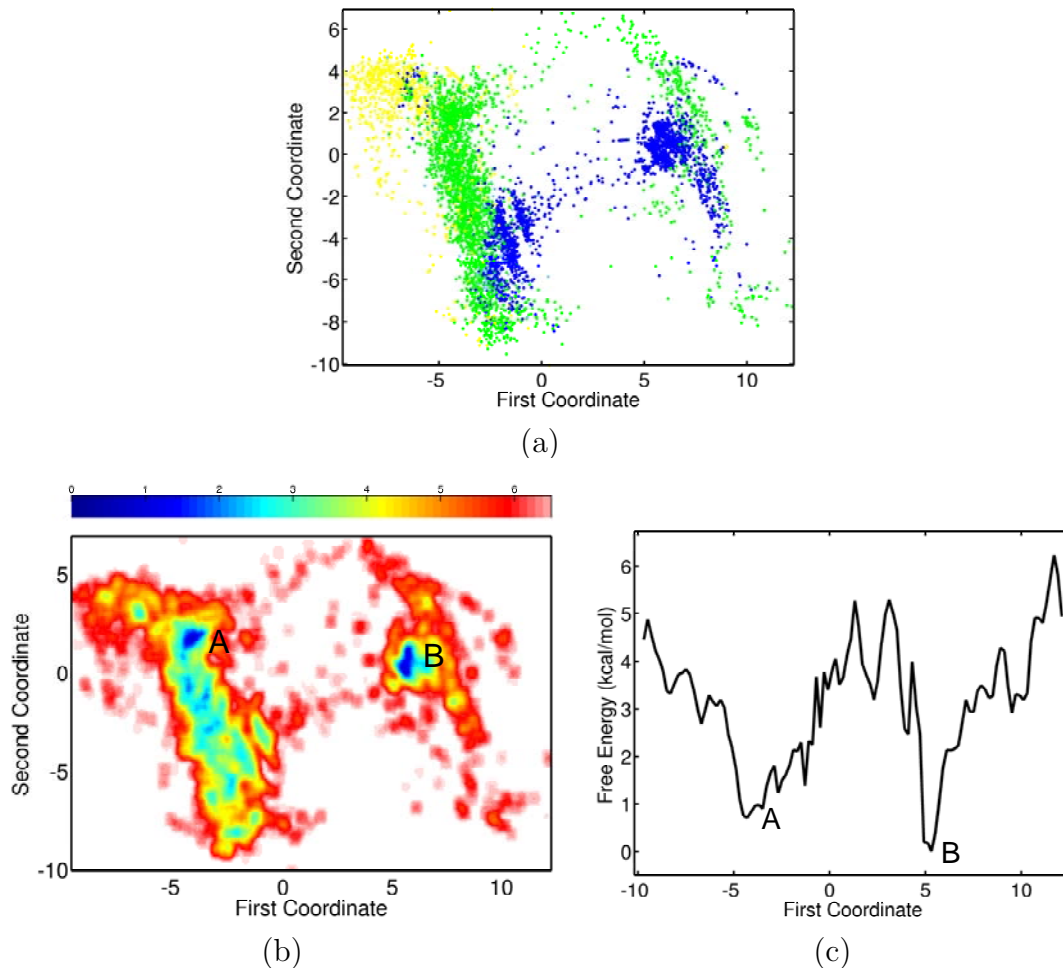 6
4
2
0
-2
-4
-6
-8
-10
Second Coordinate
-5 0 5 10
First Coordinate
(a)
0 1 2 3 4 5 6
5
0
-5
-10
Second Coordinate
A
B
-5 0 5 10
First Coordinate
(b)
6
5
4
3
2
1
0
Free Energy (kcal/mol)
A
B
-10 -5 0 5 10
First Coordinate
(c)